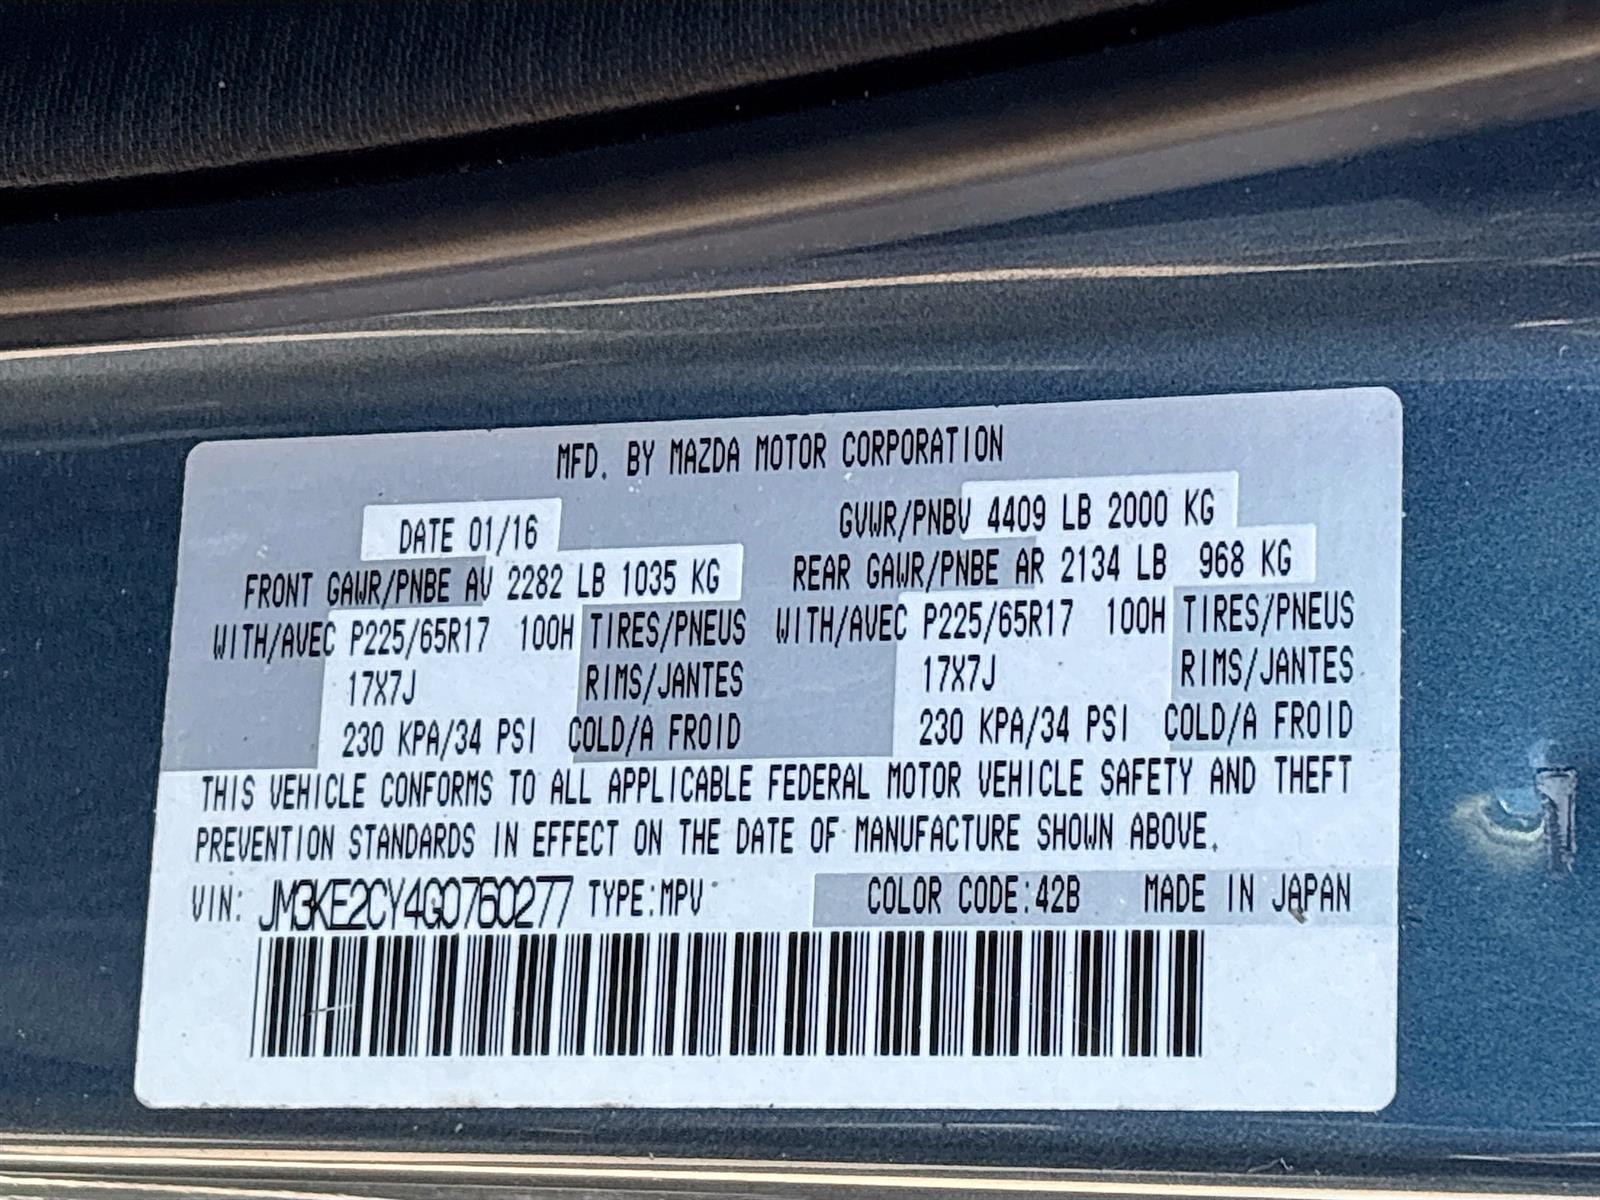 MFD. BY MAZDA MOTOR CORPORATION
DATE 01/16 GVWR/PNBV 4409 LB 2000 KG
FRONT GAWR/PNBE AV 2282 LB 1035 KG REAR GAWR/PNBE AR 2134 LB 968 KG
WITH/AVEC P225/65R17 100H TIRES/PNEUS WITH/AVEC P225/65R17 100H TIRES/PNEUS
17X7J RIMS/JANTES 17X7J RIMS/JANTES
230 KPA/34 PSI COLD/A FROID 230 KPA/34 PSI COLD/A FROID
THIS VEHICLE CONFORMS TO ALL APPLICABLE FEDERAL MOTOR VEHICLE SAFETY AND THEFT
PREVENTION STANDARDS IN EFFECT ON THE DATE OF MANUFACTURE SHOWN ABOVE.
VIN: JM3KE2CY4G0760277 TYPE:MPV COLOR CODE:42B MADE IN JAPAN